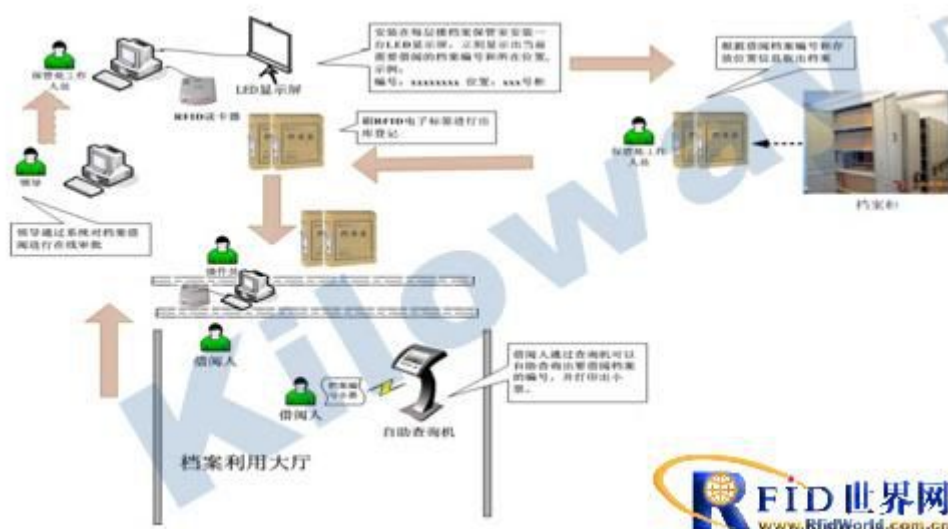 安装在每层楼档案保管室安装一
台LED显示屏，立刻显示出当前
需要借阅的档案编号和所在位置，
示例：
编号：xxxxxxxx 位置：xxx号柜
根据借阅档案编号和存
放位置信息取出档案
保管处工作
人员
LED显示屏
RFID读卡器
刷RFID电子标签进行出
库登记
保管处工作
人员
档案柜
领导
领导通过系统对档案借
阅进行在线审批
操作员
借阅人
借阅人通过查询机可以
自助查询出要借阅档案
的编号，并打印出小
票。
档案编
号小票
借阅人
自助查询机
档案利用大厅
Kiloway
RFID世界网
www.RfidWorld.com.cn